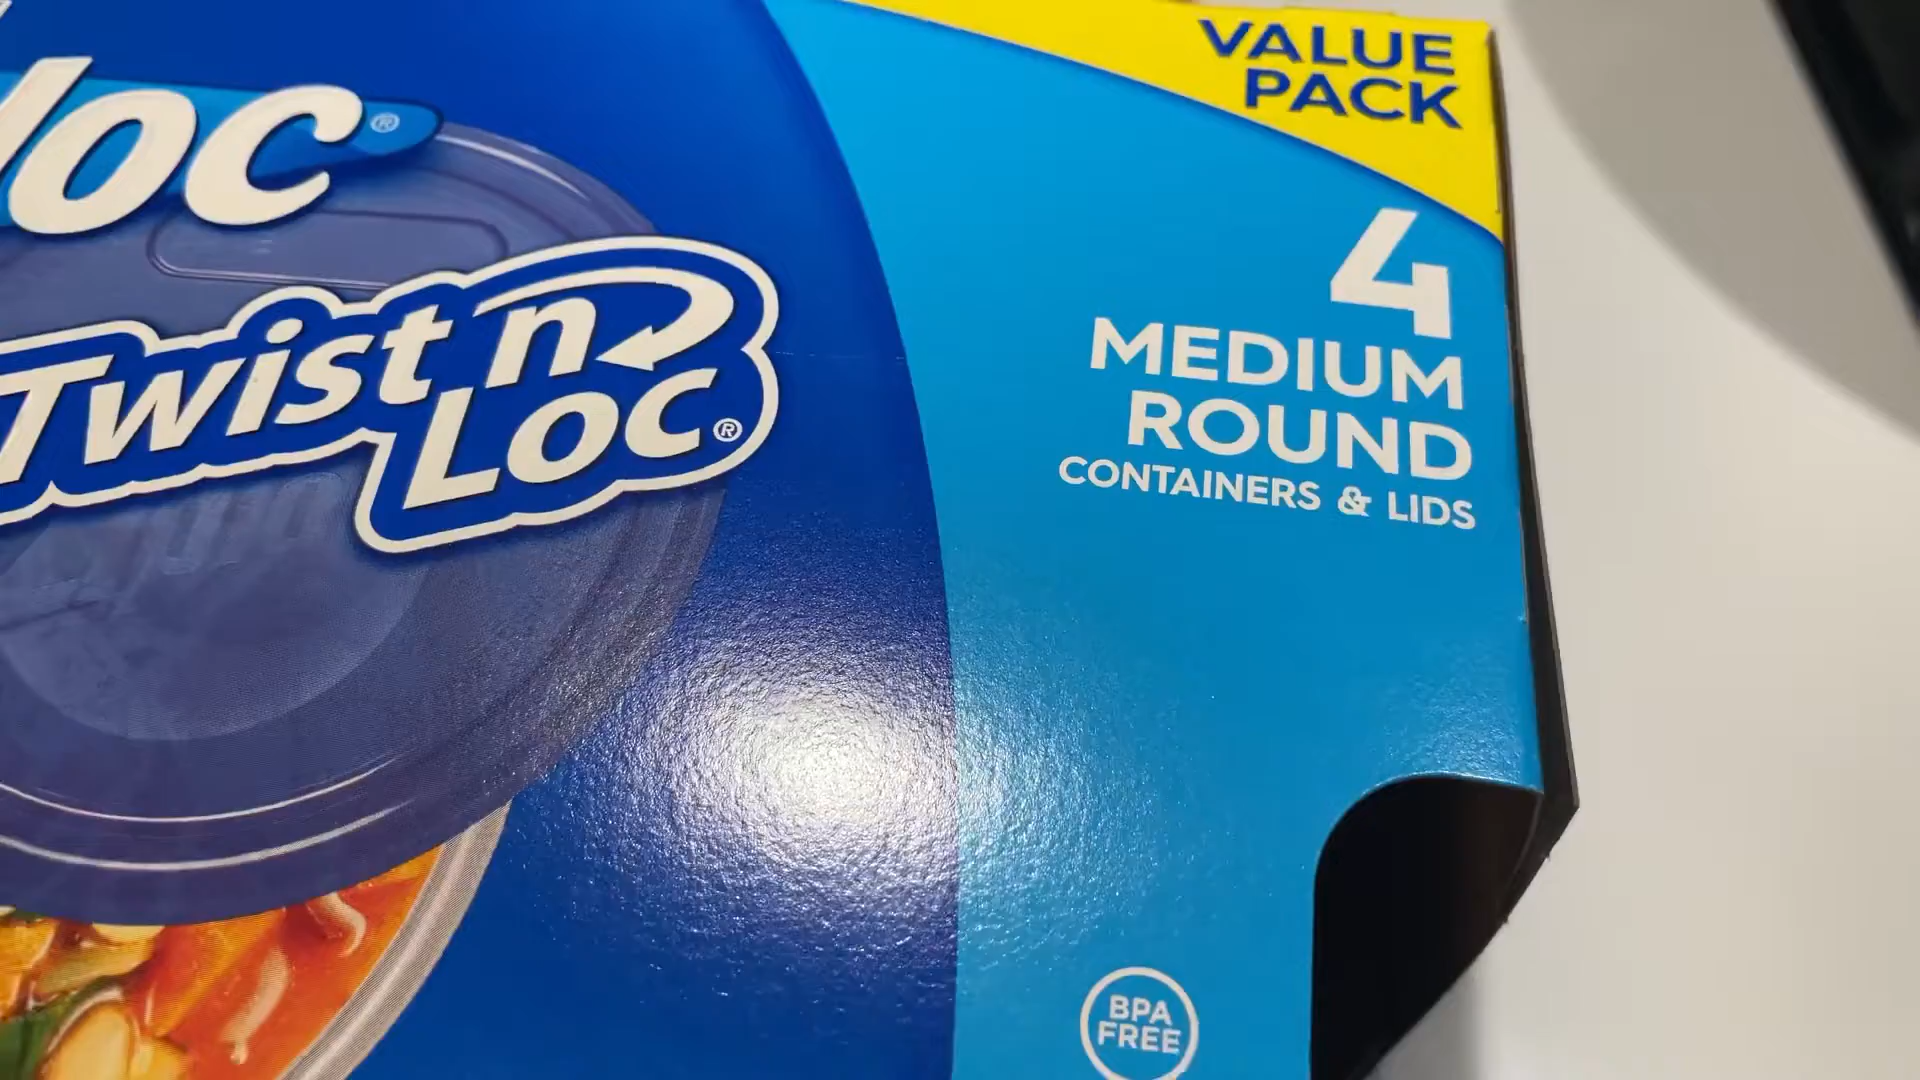 loc®
Twist n
Loc®
VALUE
PACK
4
MEDIUM
ROUND
CONTAINERS & LIDS
BPA
FREE